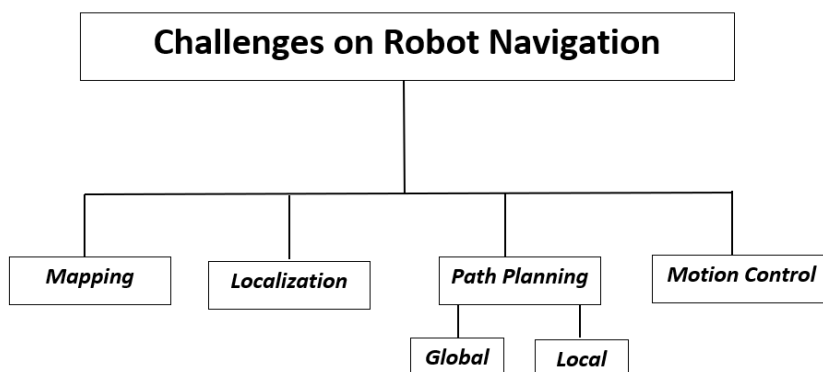 Challenges on Robot Navigation
Mapping
Localization
Path Planning
Motion Control
Global
Local